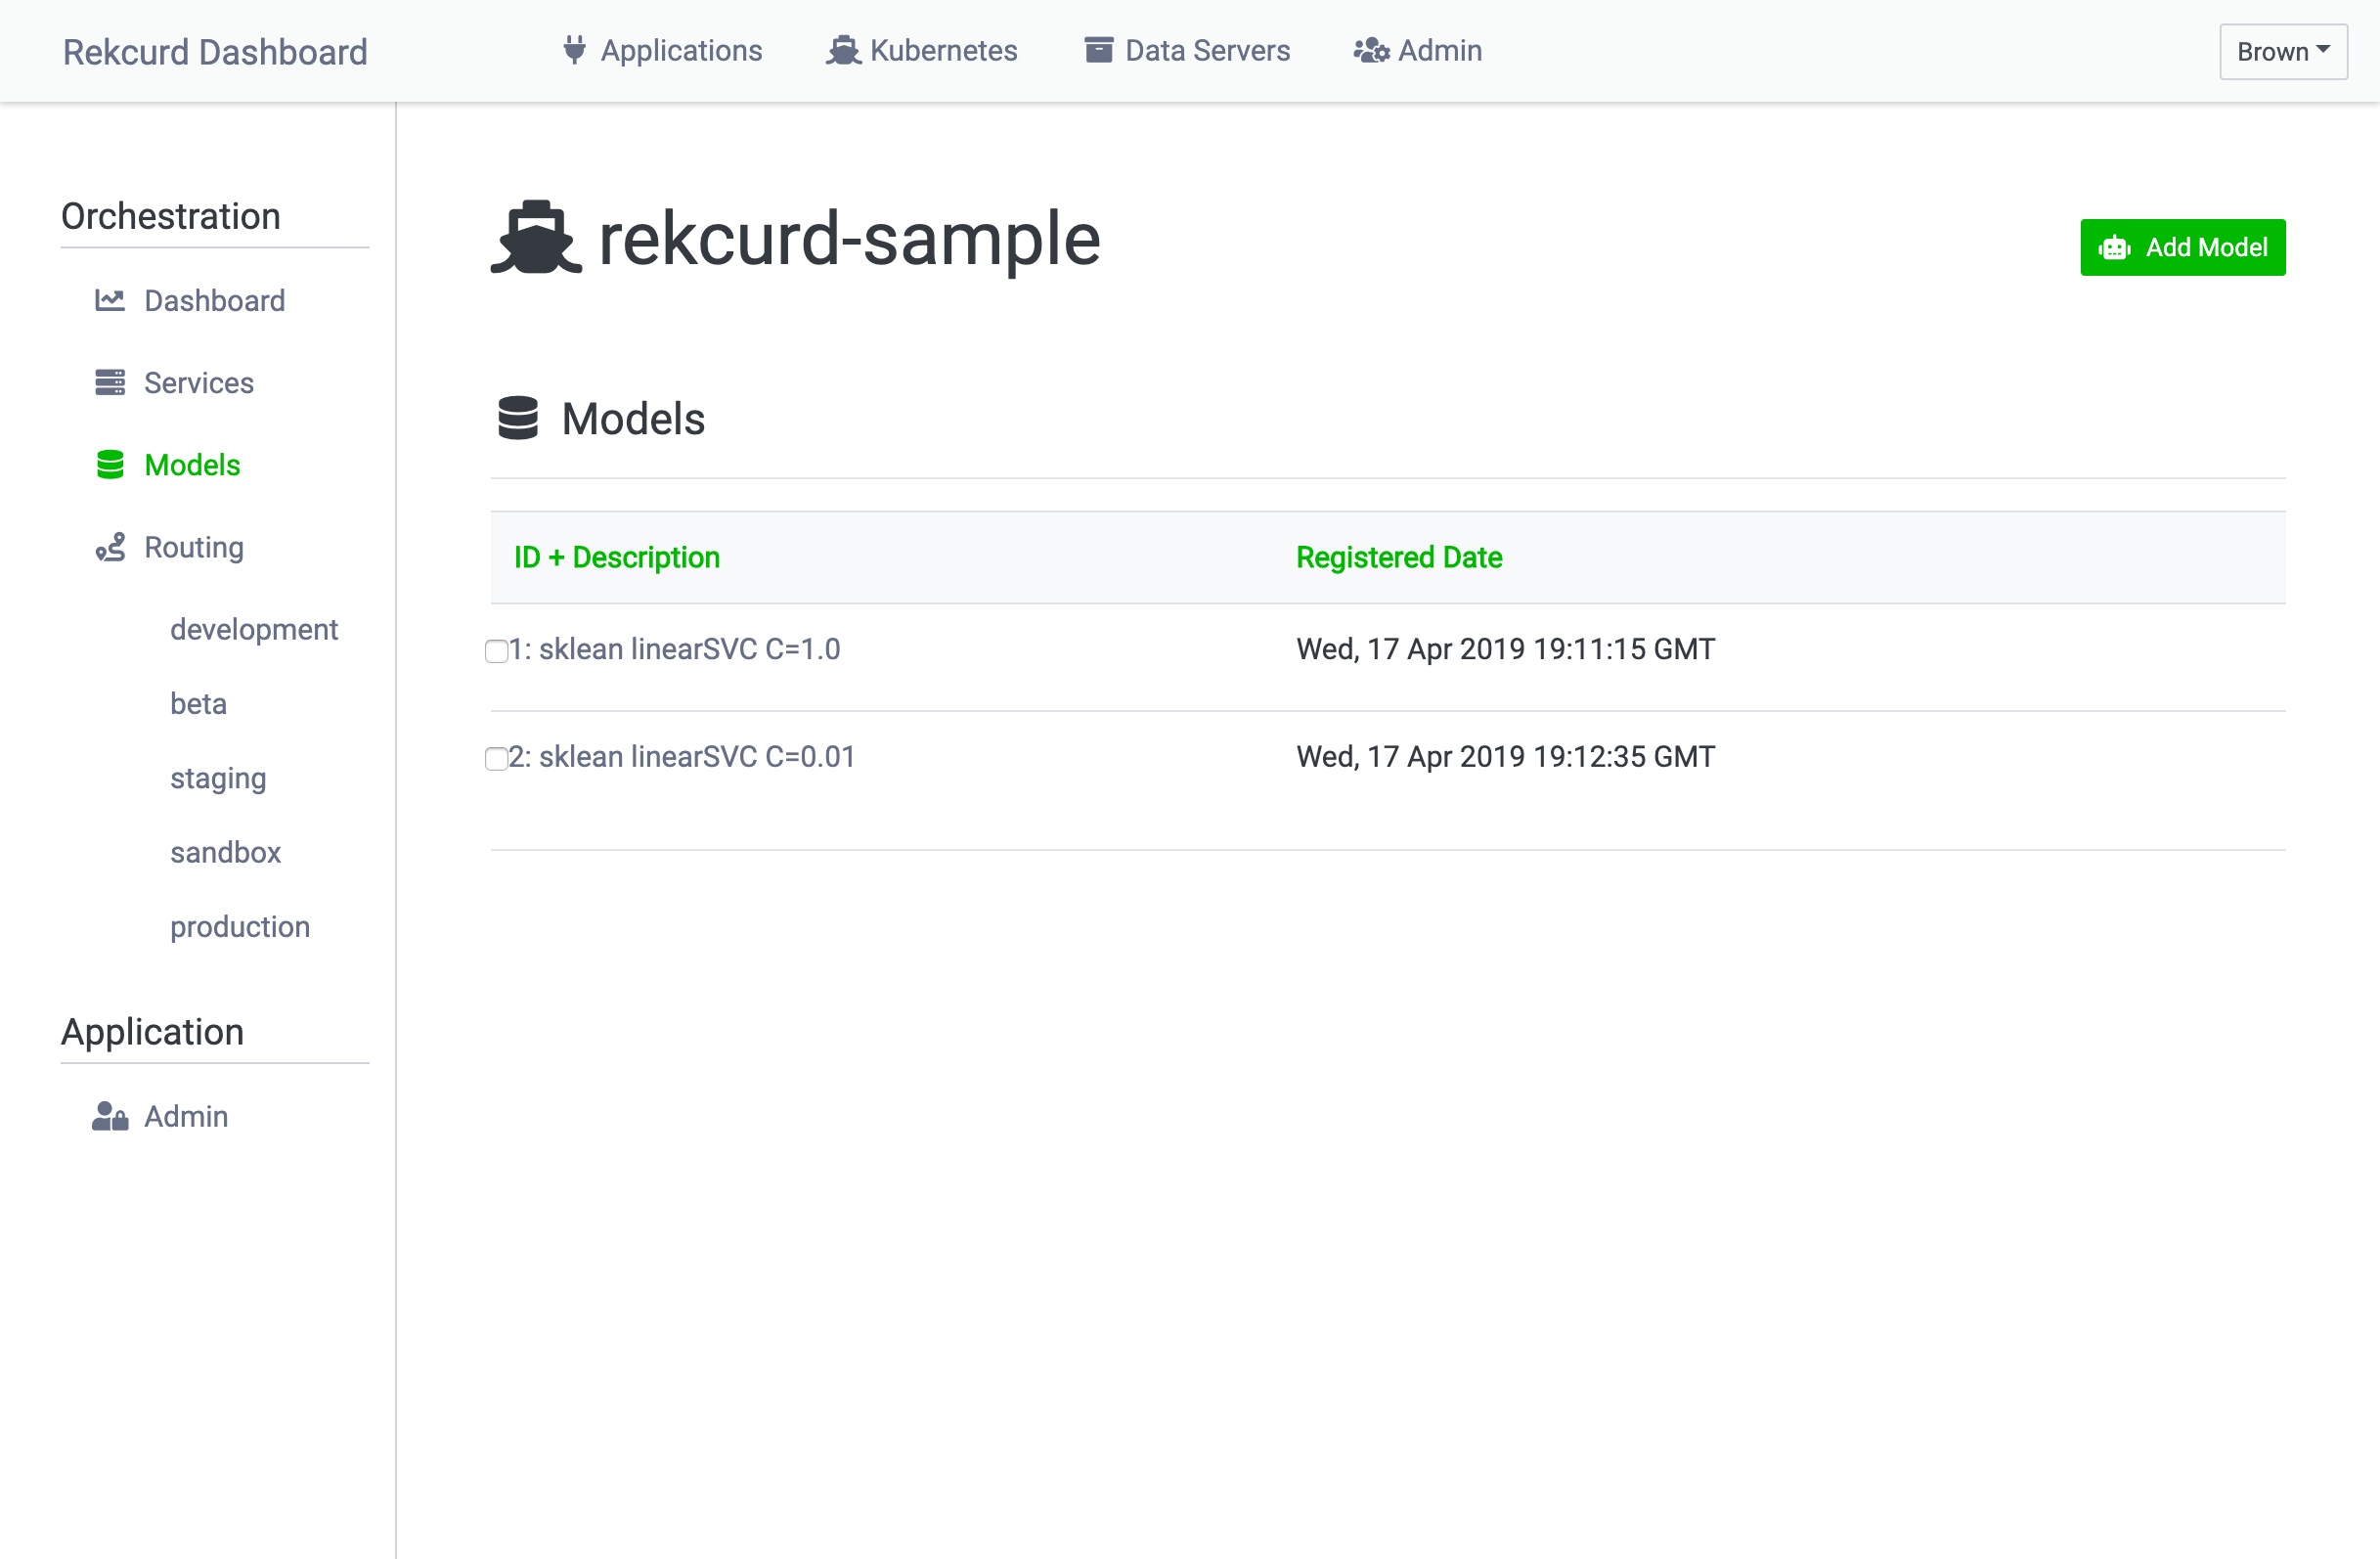 Rekcurd Dashboard Applications Kubernetes Data Servers Admin Brown
Orchestration
Dashboard
Services
Models
Routing
development
beta
staging
sandbox
production
Application
Admin
rekcurd-sample
Add Model
Models
ID + Description Registered Date
1: sklean linearSVC C=1.0 Wed, 17 Apr 2019 19:11:15 GMT
2: sklean linearSVC C=0.01 Wed, 17 Apr 2019 19:12:35 GMT